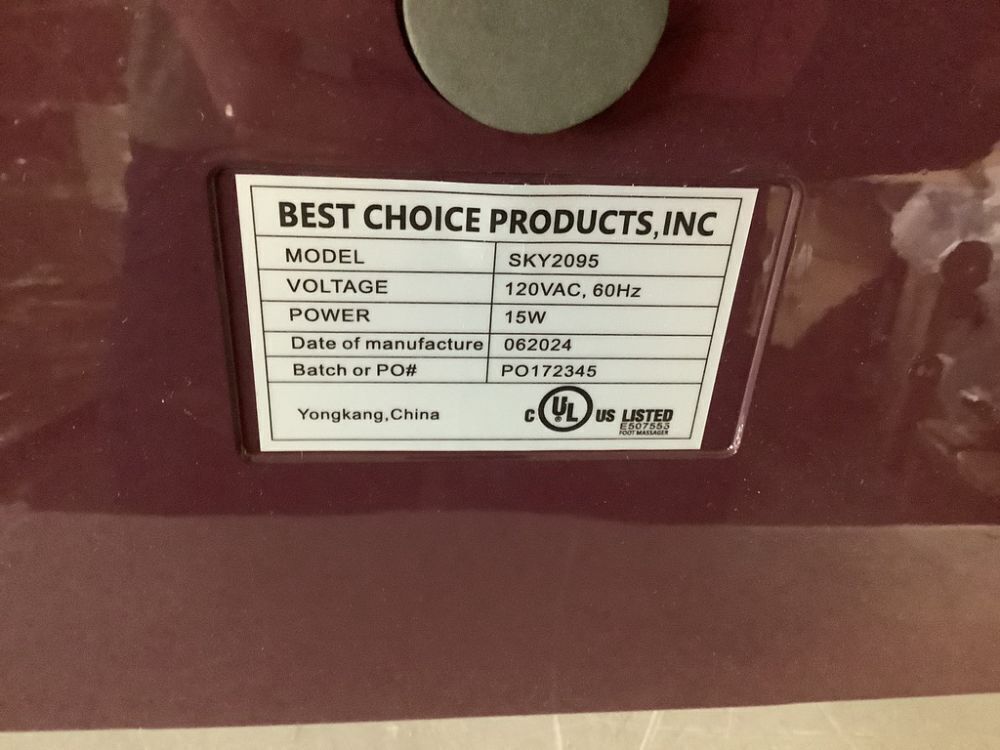 BEST CHOICE PRODUCTS,INC
MODEL SKY2095
VOLTAGE 120VAC, 60Hz
POWER 15W
Date of manufacture 062024
Batch or PO# PO172345
Yongkang,China C UL ® US LISTED
E507553
FOOT MASSAGER